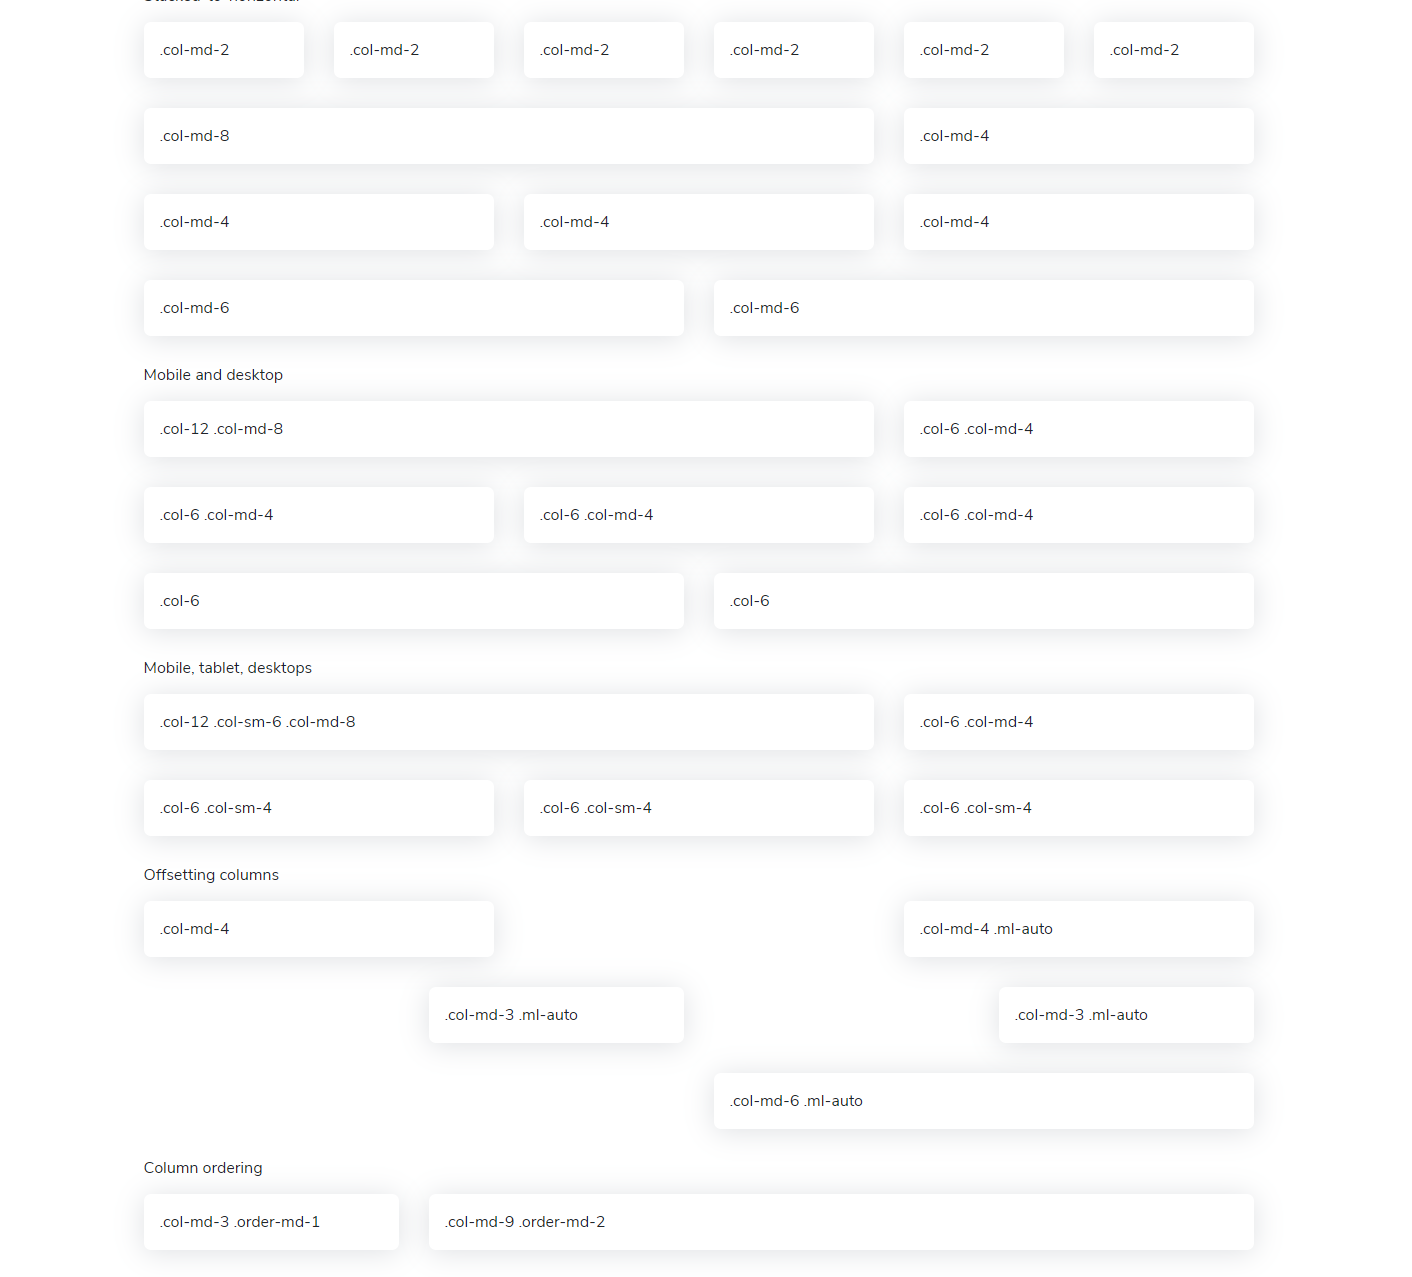 .col-md-2 .col-md-2 .col-md-2 .col-md-2 .col-md-2 .col-md-2
.col-md-8 .col-md-4
.col-md-4 .col-md-4 .col-md-4
.col-md-6 .col-md-6
Mobile and desktop
.col-12 .col-md-8 .col-6 .col-md-4
.col-6 .col-md-4 .col-6 .col-md-4 .col-6 .col-md-4
.col-6 .col-6
Mobile, tablet, desktops
.col-12 .col-sm-6 .col-md-8 .col-6 .col-md-4
.col-6 .col-sm-4 .col-6 .col-sm-4 .col-6 .col-sm-4
Offsetting columns
.col-md-4 .col-md-4 .ml-auto
.col-md-3 .ml-auto .col-md-3 .ml-auto
.col-md-6 .ml-auto
Column ordering
.col-md-3 .order-md-1 .col-md-9 .order-md-2